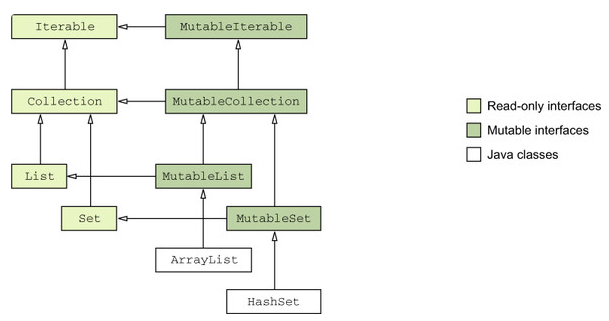 Iterable
MutableIterable
Collection
MutableCollection
Read-only interfaces
Mutable interfaces
Java classes
List
MutableList
Set
MutableSet
ArrayList
HashSet